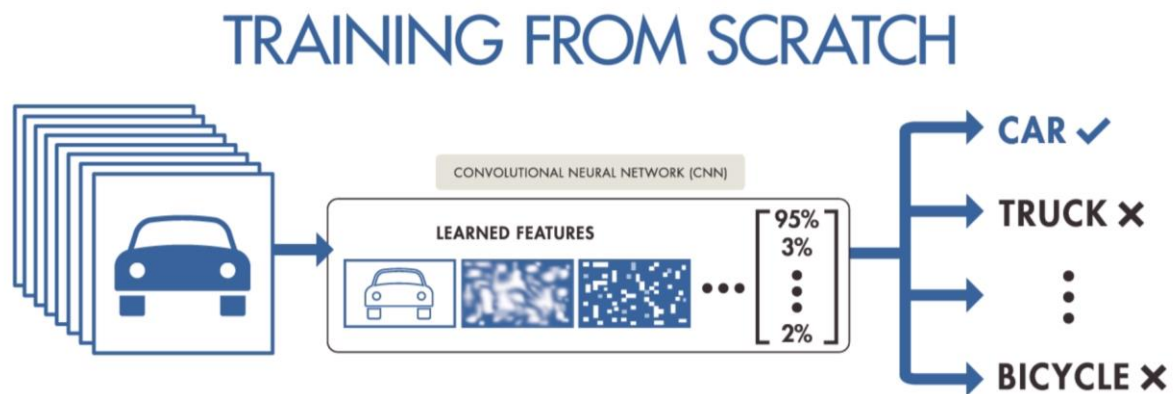 TRAINING FROM SCRATCH
CONVOLUTIONAL NEURAL NETWORK (CNN)
LEARNED FEATURES
95%
3%
2%
CAR
TRUCK
BICYCLE